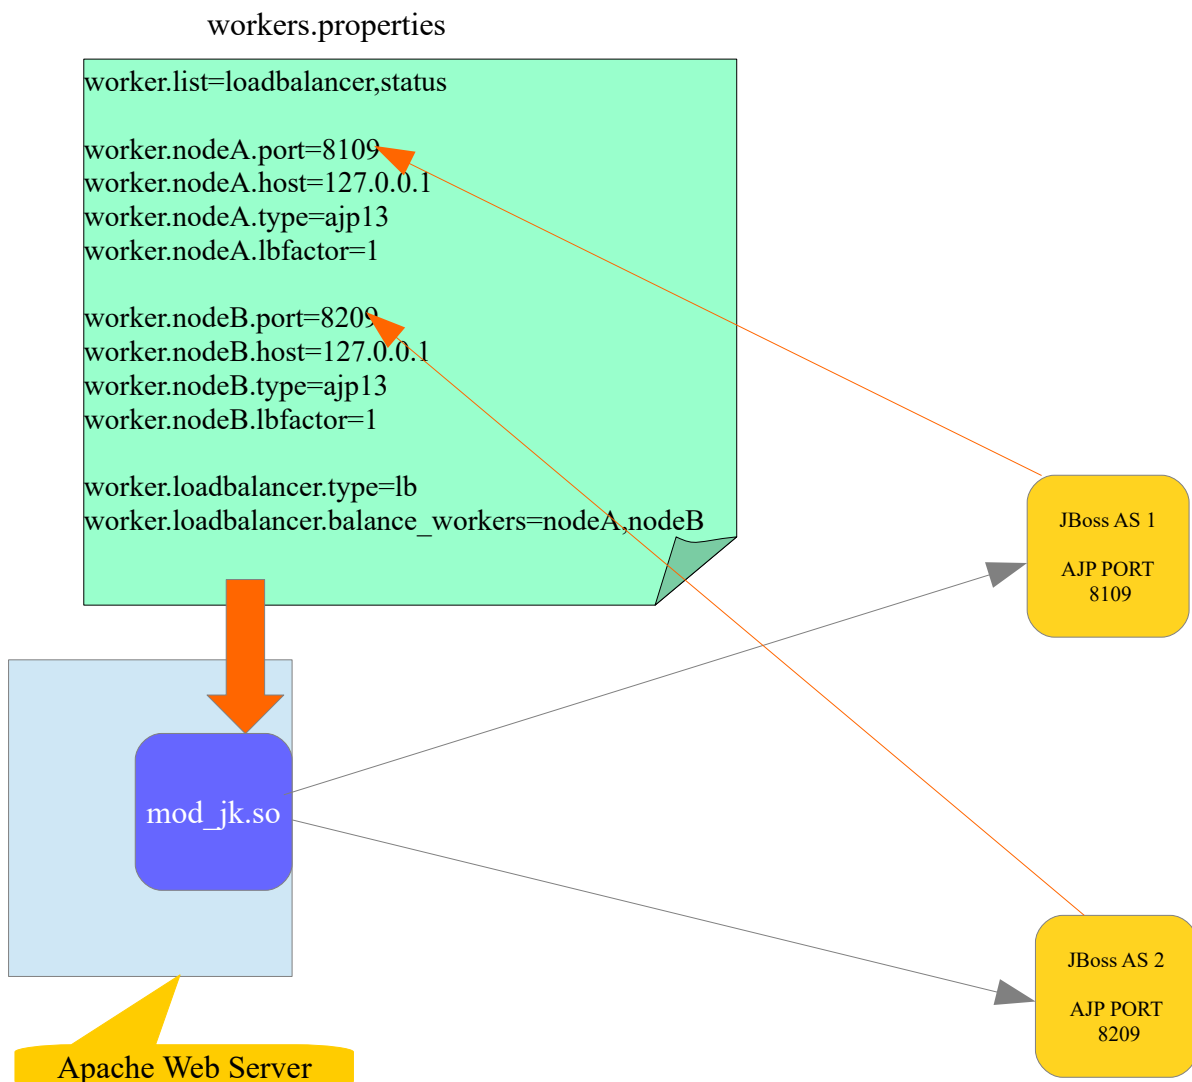 workers.properties
worker.list=loadbalancer,status
worker.nodeA.port=8109
worker.nodeA.host=127.0.0.1
worker.nodeA.type=ajp13
worker.nodeA.lbfactor=1
worker.nodeB.port=8209
worker.nodeB.host=127.0.0.1
worker.nodeB.type=ajp13
worker.nodeB.lbfactor=1
worker.loadbalancer.type=lb
worker.loadbalancer.balance_workers=nodeA,nodeB
JBoss AS 1
AJP PORT
8109
mod_jk.so
JBoss AS 2
AJP PORT
8209
Apache Web Server